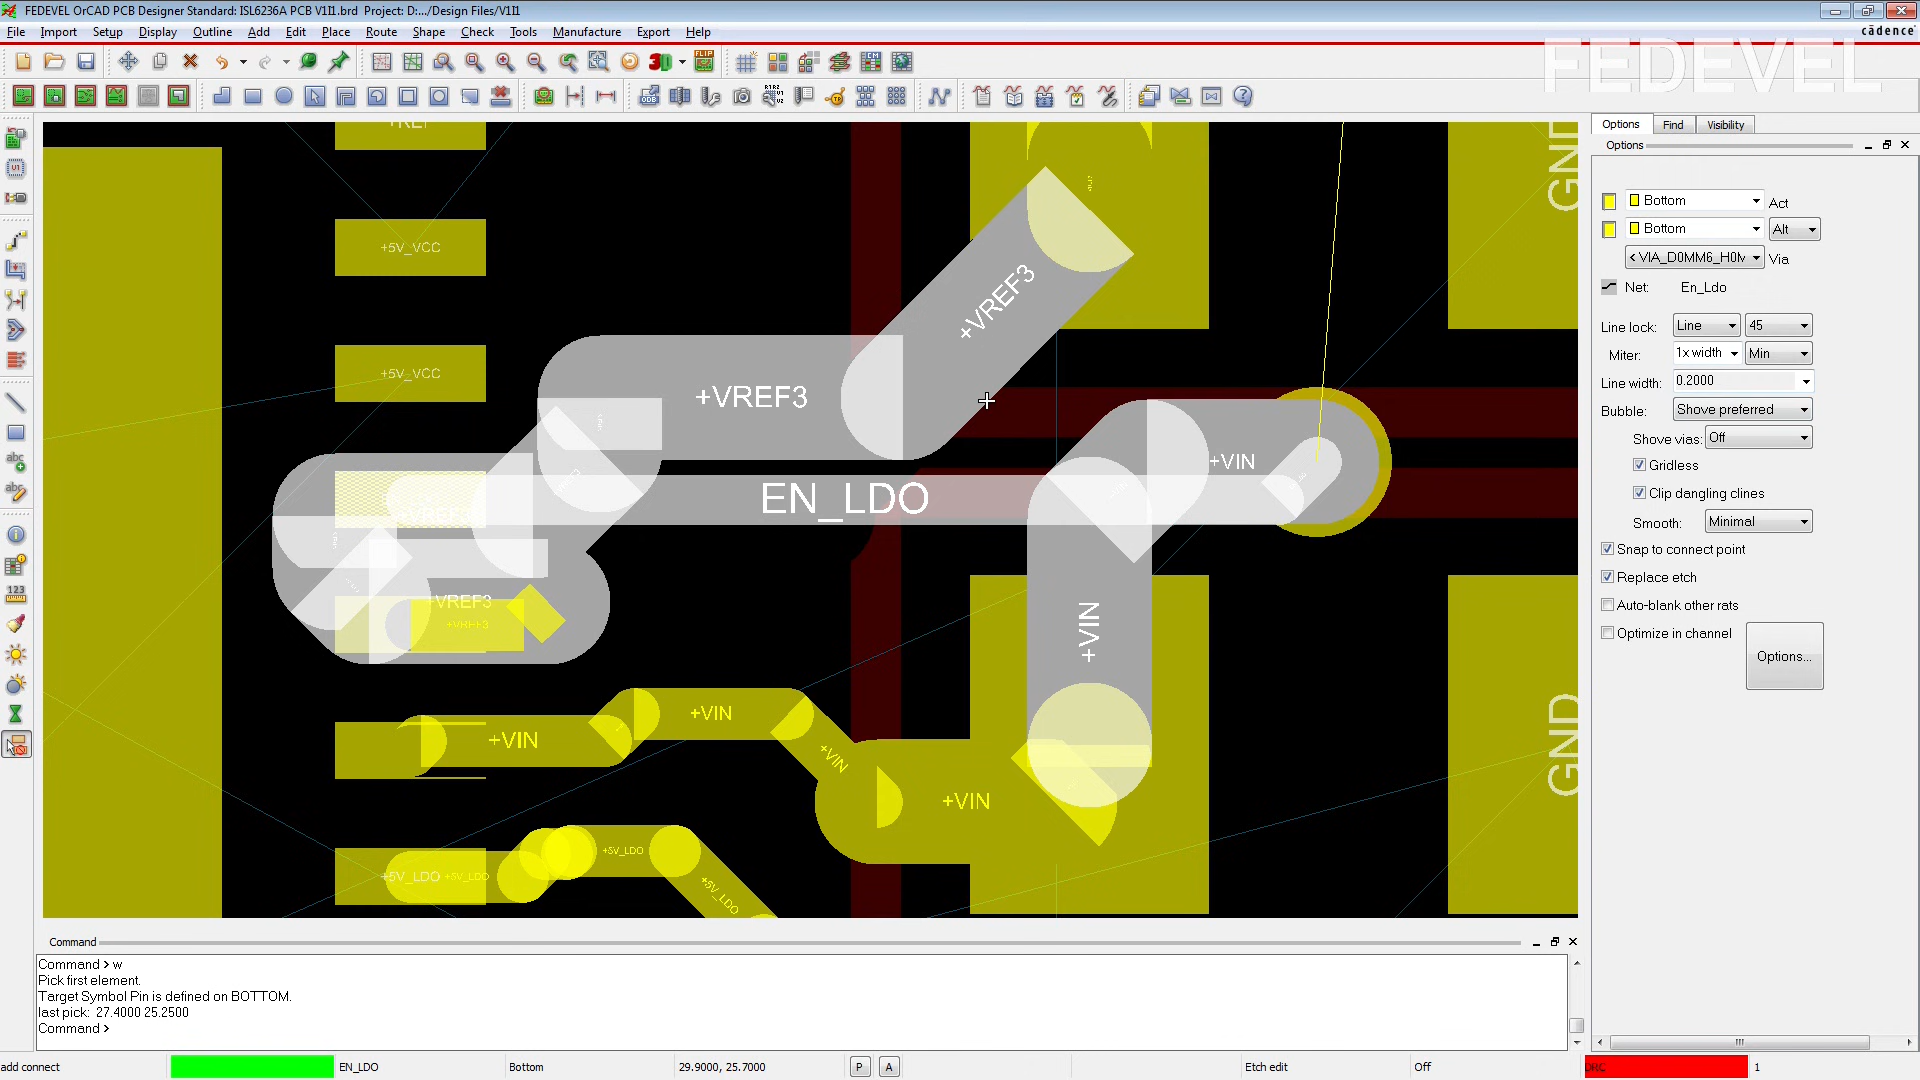 FEDEVEL OrCAD PCB Designer Standard: ISL6236A PCB V1I1.brd Project: D:.../Design Files/V1I1
File Import Setup Display Outline Add Edit Place Route Shape Check Tools Manufacture Export Help
cādence
FEDEVEL
Options Find Visibility
Options
Bottom Act
Bottom Alt
Via
Net: En_Ldo
Line lock: Line 45
Miter: 1x width Min
Line width: 0.2000
Bubble: Shove preferred
Shove vias: Off
Gridless
Clip dangling clines
Smooth: Minimal
Snap to connect point
Replace etch
Auto-blank other rats
Optimize in channel
Options...
+5V_VCC
+5V_VCC
+VREF3
+VREF3
EN_LDO
+VIN
+VREF3
+VREF3
+VIN
+VIN
+VIN
+VIN
+VIN
+5V_LDO
+5V_LDO
+5V_LDO
+5V_LDO
GND
GND
Command
Command > w
Pick first element.
Target Symbol Pin is defined on BOTTOM.
last pick: 27.4000 25.2500
Command >
add connect EN_LDO Bottom 29.9000, 25.7000 P A Etch edit Off DRC 1